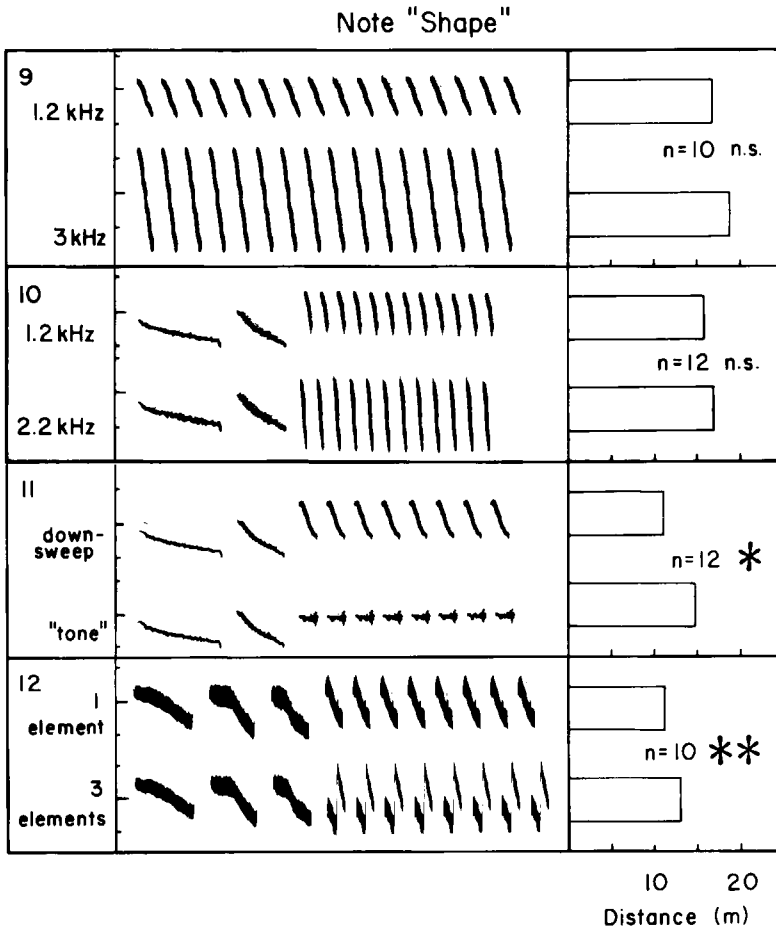 Note "Shape"
9
1.2 kHz
3 kHz
n=10 n.s.
10
1.2 kHz
2.2 kHz
n=12 n.s.
11
down-
sweep
"tone"
n=12 *
12
1
element
3
elements
n=10 **
10 20
Distance (m)